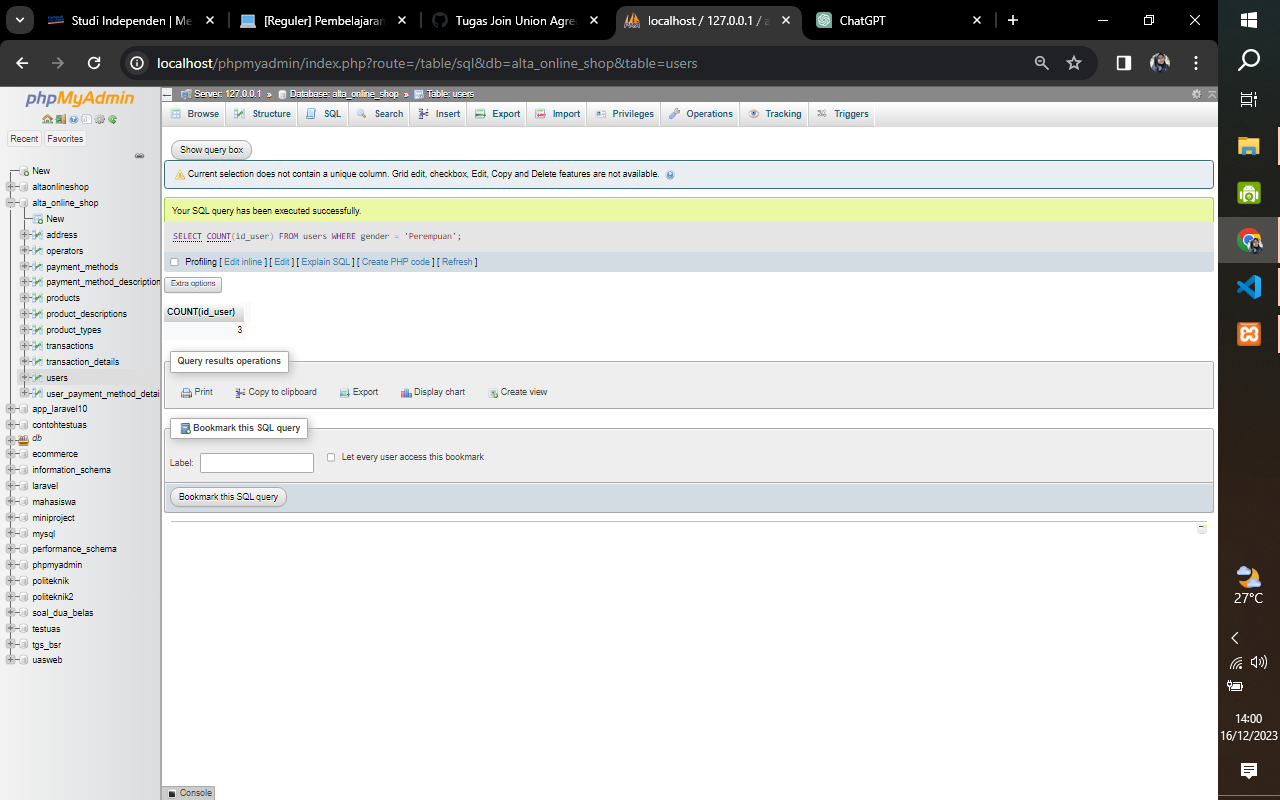 Studi Independen | Me
[Reguler] Pembelajaran
Tugas Join Union Agre
localhost / 127.0.0.1 / a
ChatGPT
localhost/phpmyadmin/index.php?route=/table/sql&db=alta_online_shop&table=users
phpMyAdmin
Recent
Favorites
New
altaonlineshop
alta_online_shop
New
address
operators
payment_methods
payment_method_description
products
product_descriptions
product_types
transactions
transaction_details
users
user_payment_method_detai
app_laravel10
contohtestuas
db
ecommerce
information_schema
laravel
mahasiswa
miniproject
mysql
performance_schema
phpmyadmin
politeknik
politeknik2
soal_dua_belas
testuas
tgs_bsr
uasweb
Server: 127.0.0.1 » Database: alta_online_shop » Table: users
Browse Structure SQL Search Insert Export Import Privileges Operations Tracking Triggers
Show query box
Current selection does not contain a unique column. Grid edit, checkbox, Edit, Copy and Delete features are not available.
Your SQL query has been executed successfully.
SELECT COUNT(id_user) FROM users WHERE gender = 'Perempuan';
Profiling [ Edit inline ] [ Edit ] [ Explain SQL ] [ Create PHP code ] [ Refresh ]
Extra options
COUNT(id_user)
3
Query results operations
Print Copy to clipboard Export Display chart Create view
Bookmark this SQL query
Label:
Let every user access this bookmark
Bookmark this SQL query
Console
27°C
14:00
16/12/2023